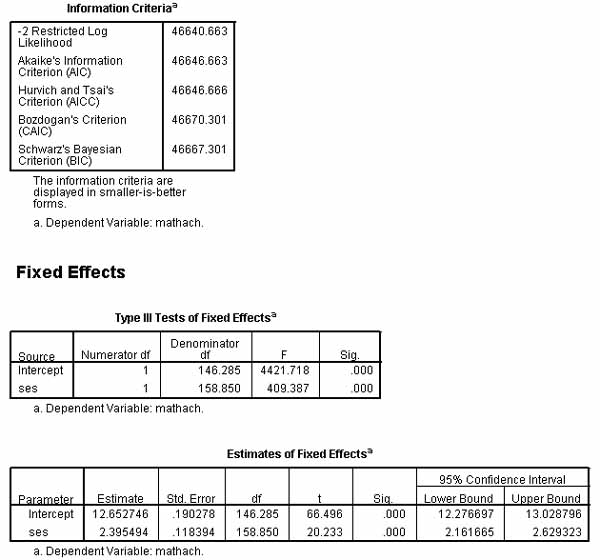 Information Criteriaa
-2 Restricted Log Likelihood 46640.663
Akaike's Information Criterion (AIC) 46646.663
Hurvich and Tsai's Criterion (AICC) 46646.666
Bozdogan's Criterion (CAIC) 46670.301
Schwarz's Bayesian Criterion (BIC) 46667.301
The information criteria are
displayed in smaller-is-better
forms.
a. Dependent Variable: mathach.
Fixed Effects
Type III Tests of Fixed Effectsa
Source Numerator df Denominator df F Sig.
Intercept 1 146.285 4421.718 .000
ses 1 158.850 409.387 .000
a. Dependent Variable: mathach.
Estimates of Fixed Effectsa
95% Confidence Interval
Parameter Estimate Std. Error df t Sig. Lower Bound Upper Bound
Intercept 12.652746 .190278 146.285 66.496 .000 12.276697 13.028796
ses 2.395494 .118394 158.850 20.233 .000 2.161665 2.629323
a. Dependent Variable: mathach.